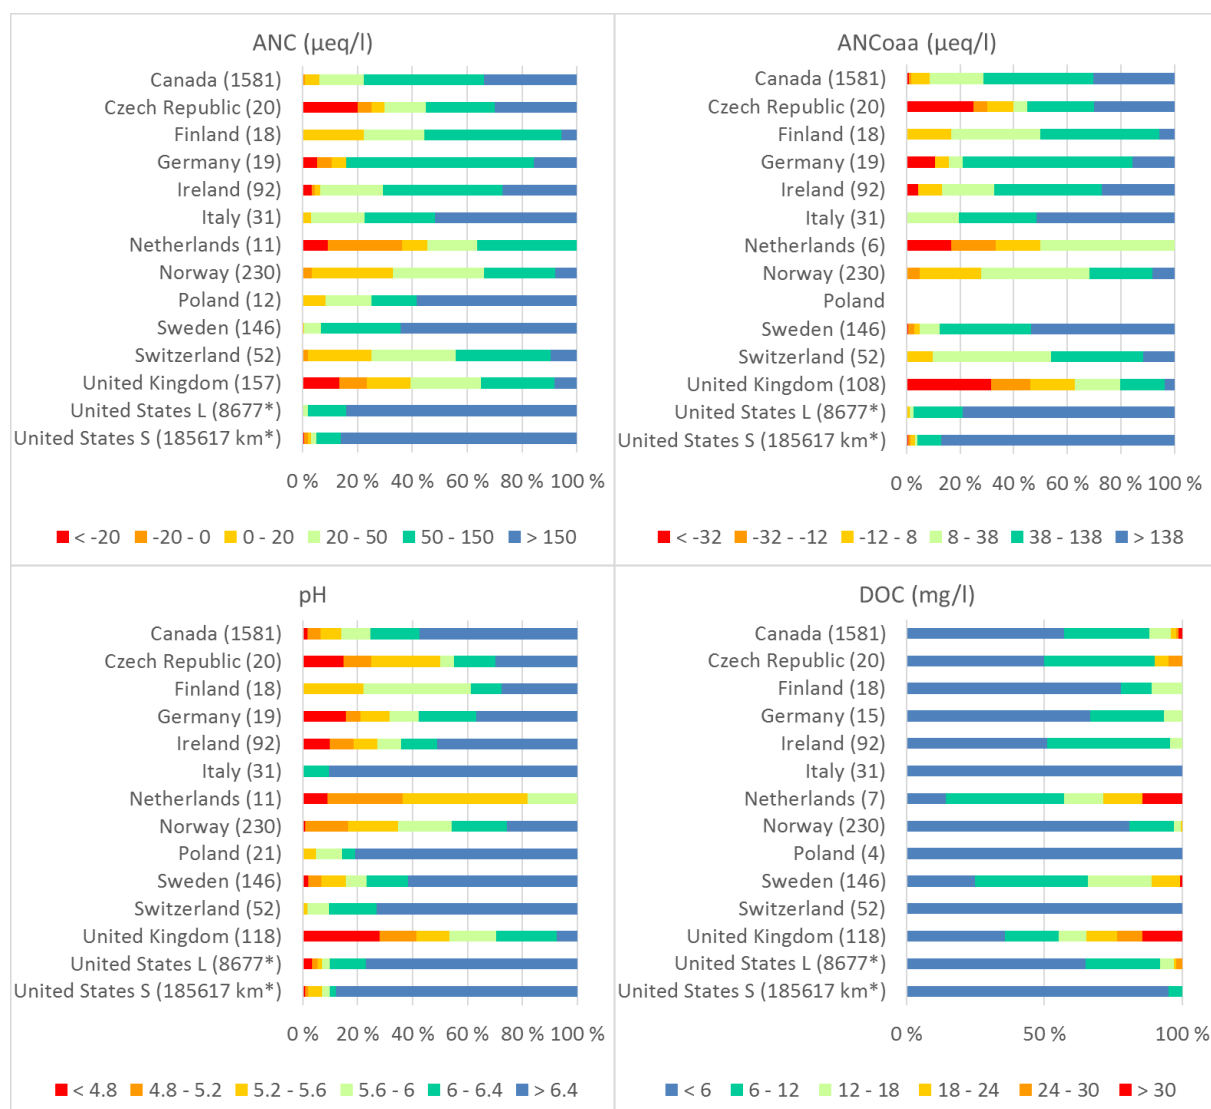 ANC (µeq/l)
Canada (1581)
Czech Republic (20)
Finland (18)
Germany (19)
Ireland (92)
Italy (31)
Netherlands (11)
Norway (230)
Poland (12)
Sweden (146)
Switzerland (52)
United Kingdom (157)
United States L (8677*)
United States S (185617 km*)
0 % 20 % 40 % 60 % 80 % 100 %
< -20 -20 - 0 0 - 20 20 - 50 50 - 150 > 150
ANCoaa (µeq/l)
Canada (1581)
Czech Republic (20)
Finland (18)
Germany (19)
Ireland (92)
Italy (31)
Netherlands (6)
Norway (230)
Poland
Sweden (146)
Switzerland (52)
United Kingdom (108)
United States L (8677*)
United States S (185617 km*)
0 % 20 % 40 % 60 % 80 % 100 %
< -32 -32 - -12 -12 - 8 8 - 38 38 - 138 > 138
pH
Canada (1581)
Czech Republic (20)
Finland (18)
Germany (19)
Ireland (92)
Italy (31)
Netherlands (11)
Norway (230)
Poland (21)
Sweden (146)
Switzerland (52)
United Kingdom (118)
United States L (8677*)
United States S (185617 km*)
0 % 20 % 40 % 60 % 80 % 100 %
< 4.8 4.8 - 5.2 5.2 - 5.6 5.6 - 6 6 - 6.4 > 6.4
DOC (mg/l)
Canada (1581)
Czech Republic (20)
Finland (18)
Germany (15)
Ireland (92)
Italy (31)
Netherlands (7)
Norway (230)
Poland (4)
Sweden (146)
Switzerland (52)
United Kingdom (118)
United States L (8677*)
United States S (185617 km*)
0 % 50 % 100 %
< 6 6 - 12 12 - 18 18 - 24 24 - 30 > 30